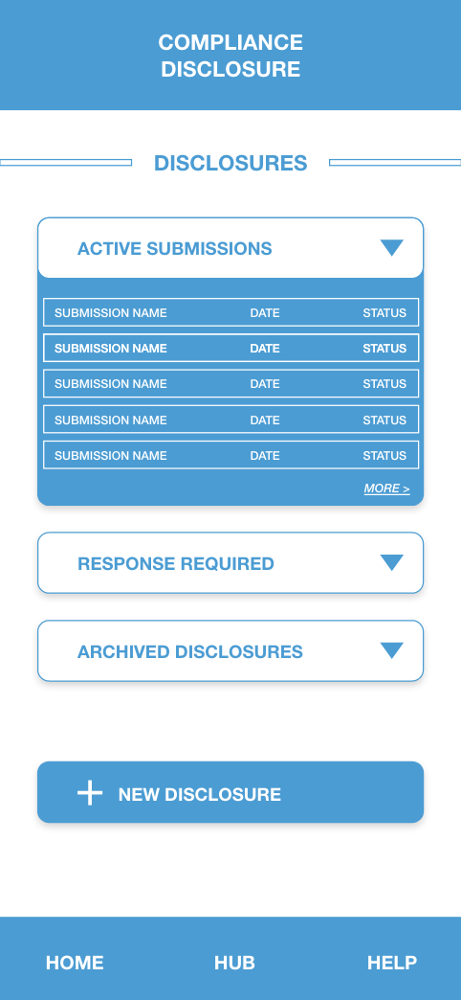 COMPLIANCE
DISCLOSURE
DISCLOSURES
ACTIVE SUBMISSIONS
SUBMISSION NAME DATE STATUS
SUBMISSION NAME DATE STATUS
SUBMISSION NAME DATE STATUS
SUBMISSION NAME DATE STATUS
SUBMISSION NAME DATE STATUS
MORE >
RESPONSE REQUIRED
ARCHIVED DISCLOSURES
NEW DISCLOSURE
HOME HUB HELP